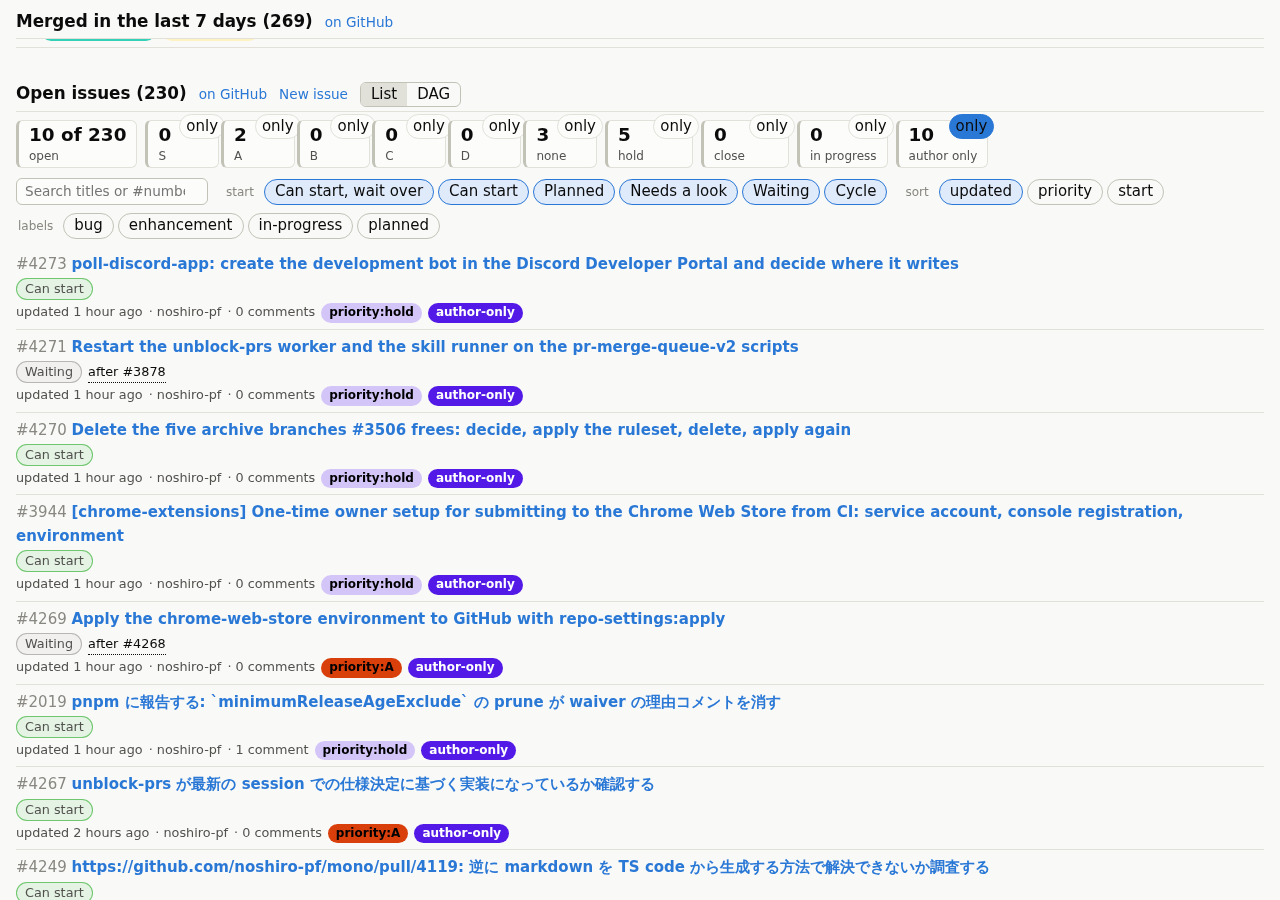 Merged in the last 7 days (269) on GitHub
Open issues (230) on GitHub New issue List DAG
10 of 230 0 only 2 only 0 only 0 only 0 only 3 only 5 only 0 only 0 only 10 only
open S A B C D none hold close in progress author only
Search titles or #numbe start Can start, wait over Can start Planned Needs a look Waiting Cycle sort updated priority start
labels bug enhancement in-progress planned
#4273 poll-discord-app: create the development bot in the Discord Developer Portal and decide where it writes
Can start
updated 1 hour ago · noshiro-pf · 0 comments priority:hold author-only
#4271 Restart the unblock-prs worker and the skill runner on the pr-merge-queue-v2 scripts
Waiting after #3878
updated 1 hour ago · noshiro-pf · 0 comments priority:hold author-only
#4270 Delete the five archive branches #3506 frees: decide, apply the ruleset, delete, apply again
Can start
updated 1 hour ago · noshiro-pf · 0 comments priority:hold author-only
#3944 [chrome-extensions] One-time owner setup for submitting to the Chrome Web Store from CI: service account, console registration,
environment
Can start
updated 1 hour ago · noshiro-pf · 0 comments priority:hold author-only
#4269 Apply the chrome-web-store environment to GitHub with repo-settings:apply
Waiting after #4268
updated 1 hour ago · noshiro-pf · 0 comments priority:A author-only
#2019 pnpm に報告する: `minimumReleaseAgeExclude` の prune が waiver の理由コメントを消す
Can start
updated 1 hour ago · noshiro-pf · 1 comment priority:hold author-only
#4267 unblock-prs が最新の session での仕様決定に基づく実装になっているか確認する
Can start
updated 2 hours ago · noshiro-pf · 0 comments priority:A author-only
#4249 https://github.com/noshiro-pf/mono/pull/4119: 逆に markdown を TS code から生成する方法で解決できないか調査する
Can start